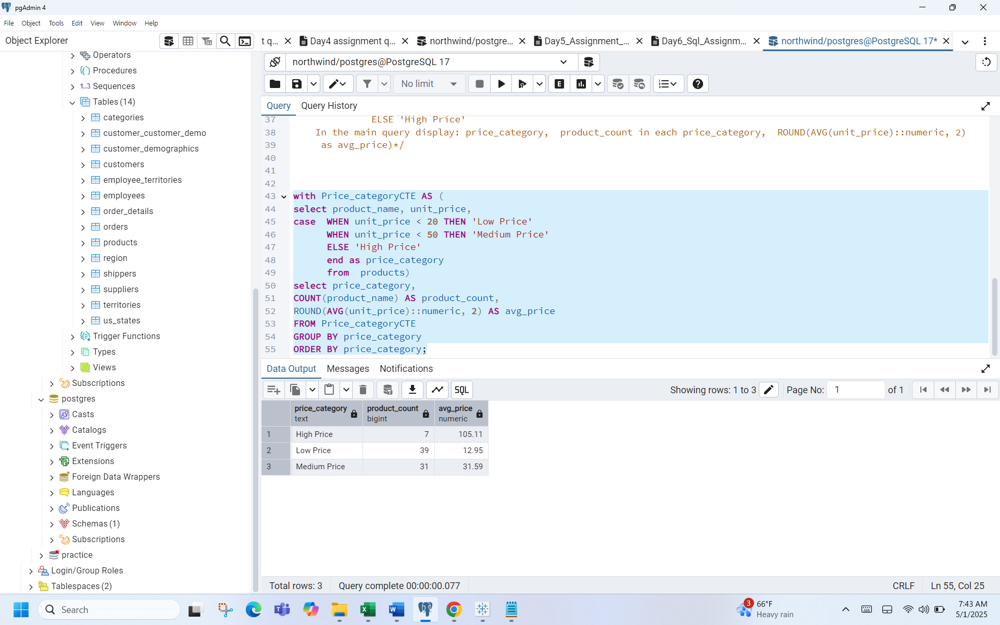 pgAdmin 4
File Object Tools Edit View Window Help
Object Explorer
t q...
Day4 assignment q...
northwind/postgre...
Day5_Assignment_...
Day6_Sql_Assignm...
northwind/postgres@PostgreSQL 17*
northwind/postgres@PostgreSQL 17
No limit
E
Query
Query History
Operators
Procedures
1..3 Sequences
Tables (14)
categories
customer_customer_demo
customer_demographics
customers
employee_territories
employees
order_details
orders
products
region
shippers
suppliers
territories
us_states
Trigger Functions
Types
Views
Subscriptions
postgres
Casts
Catalogs
Event Triggers
Extensions
Foreign Data Wrappers
Languages
Publications
Schemas (1)
Subscriptions
practice
Login/Group Roles
Tablespaces (2)
37 ELSE 'High Price'
38 In the main query display: price_category,  product_count in each price_category,  ROUND(AVG(unit_price)::numeric, 2)
39 as avg_price)*/
40
41
42
43 with Price_categoryCTE AS (
44 select product_name, unit_price,
45 case  WHEN unit_price < 20 THEN 'Low Price'
46 WHEN unit_price < 50 THEN 'Medium Price'
47 ELSE 'High Price'
48 end as price_category
49 from  products)
50 select price_category,
51 COUNT(product_name) AS product_count,
52 ROUND(AVG(unit_price)::numeric, 2) AS avg_price
53 FROM Price_categoryCTE
54 GROUP BY price_category
55 ORDER BY price_category;
Data Output
Messages
Notifications
SQL
Showing rows: 1 to 3
Page No: 1 of 1
price_category text
product_count bigint
avg_price numeric
1 High Price 7 105.11
2 Low Price 39 12.95
3 Medium Price 31 31.59
Total rows: 3
Query complete 00:00:00.077
CRLF
Ln 55, Col 25
Search
3
66°F
Heavy rain
7:43 AM
5/1/2025